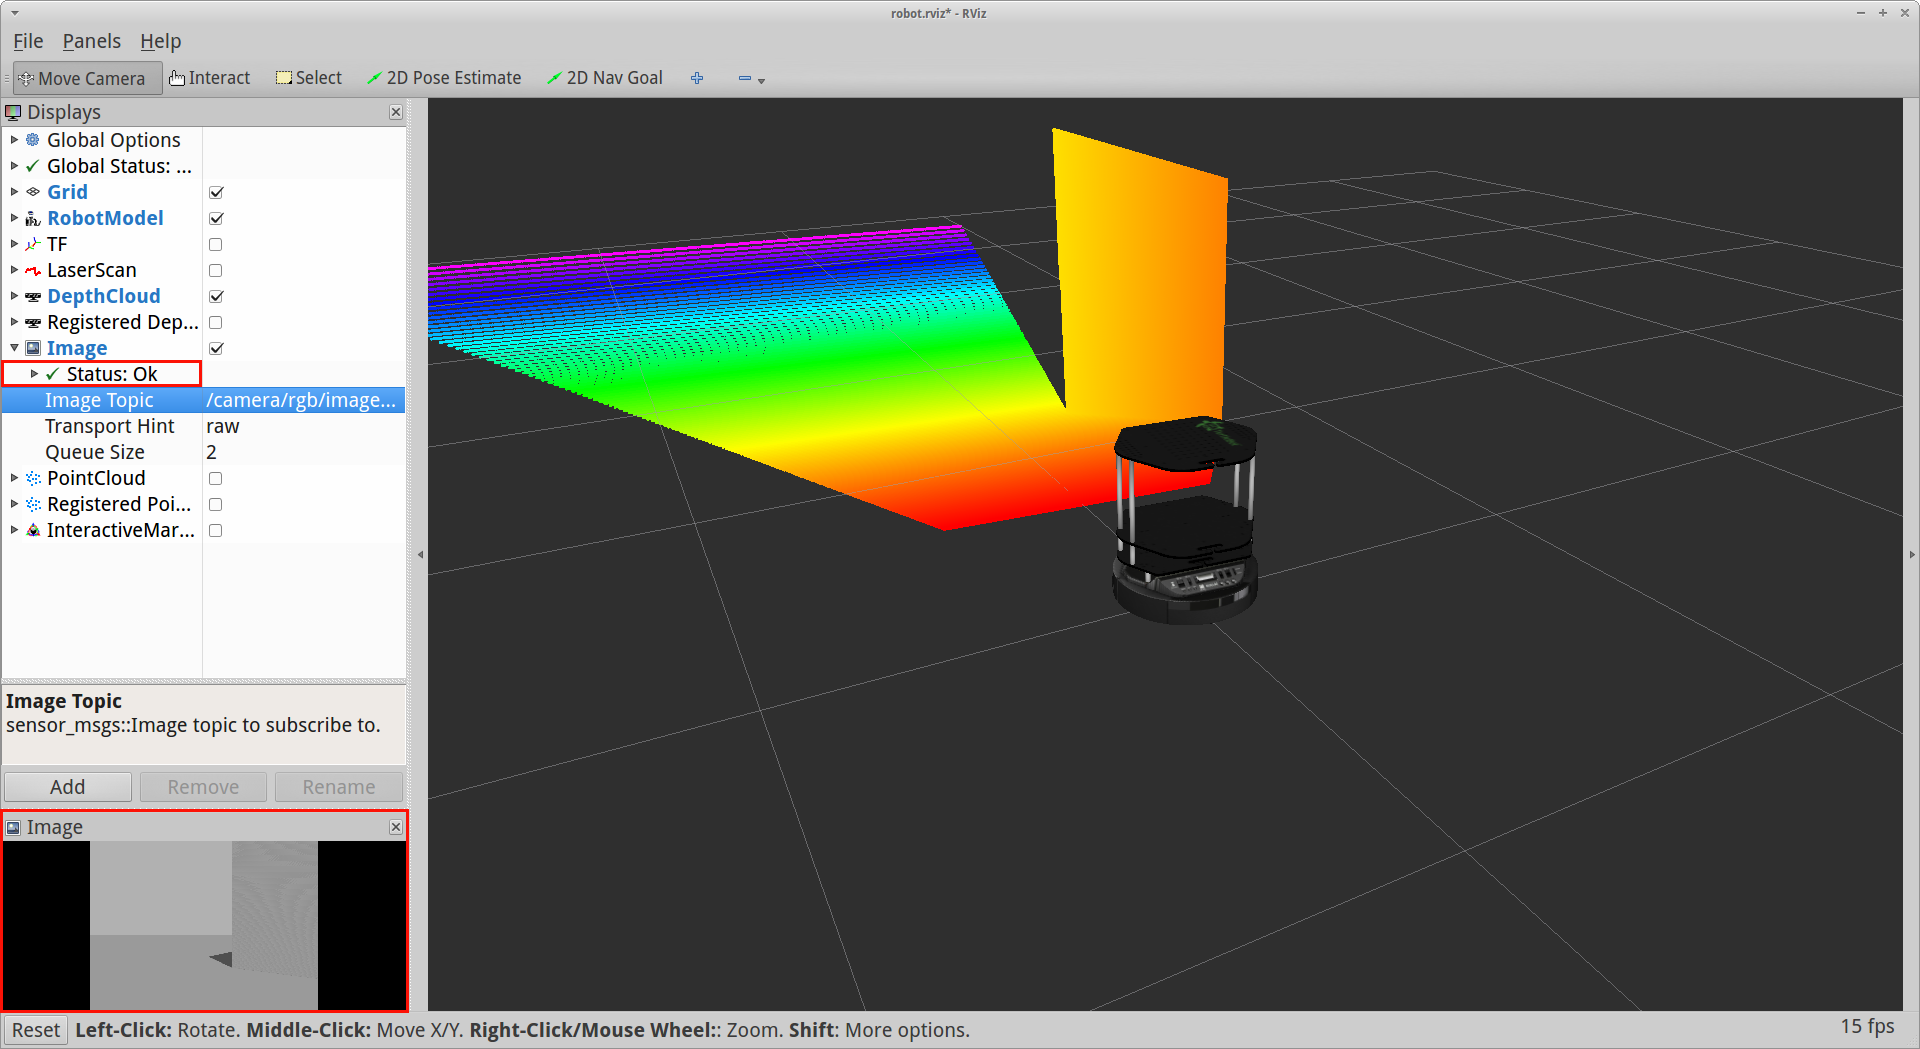 robot.rviz* - RViz
File Panels Help
Move Camera Interact Select 2D Pose Estimate 2D Nav Goal
Displays
Global Options
Global Status: ...
Grid
RobotModel
TF
LaserScan
DepthCloud
Registered Dep...
Image
Status: Ok
Image Topic /camera/rgb/image...
Transport Hint raw
Queue Size 2
PointCloud
Registered Poi...
InteractiveMar...
Image Topic
sensor_msgs::Image topic to subscribe to.
Add Remove Rename
Image
Reset Left-Click: Rotate. Middle-Click: Move X/Y. Right-Click/Mouse Wheel:: Zoom. Shift: More options. 15 fps